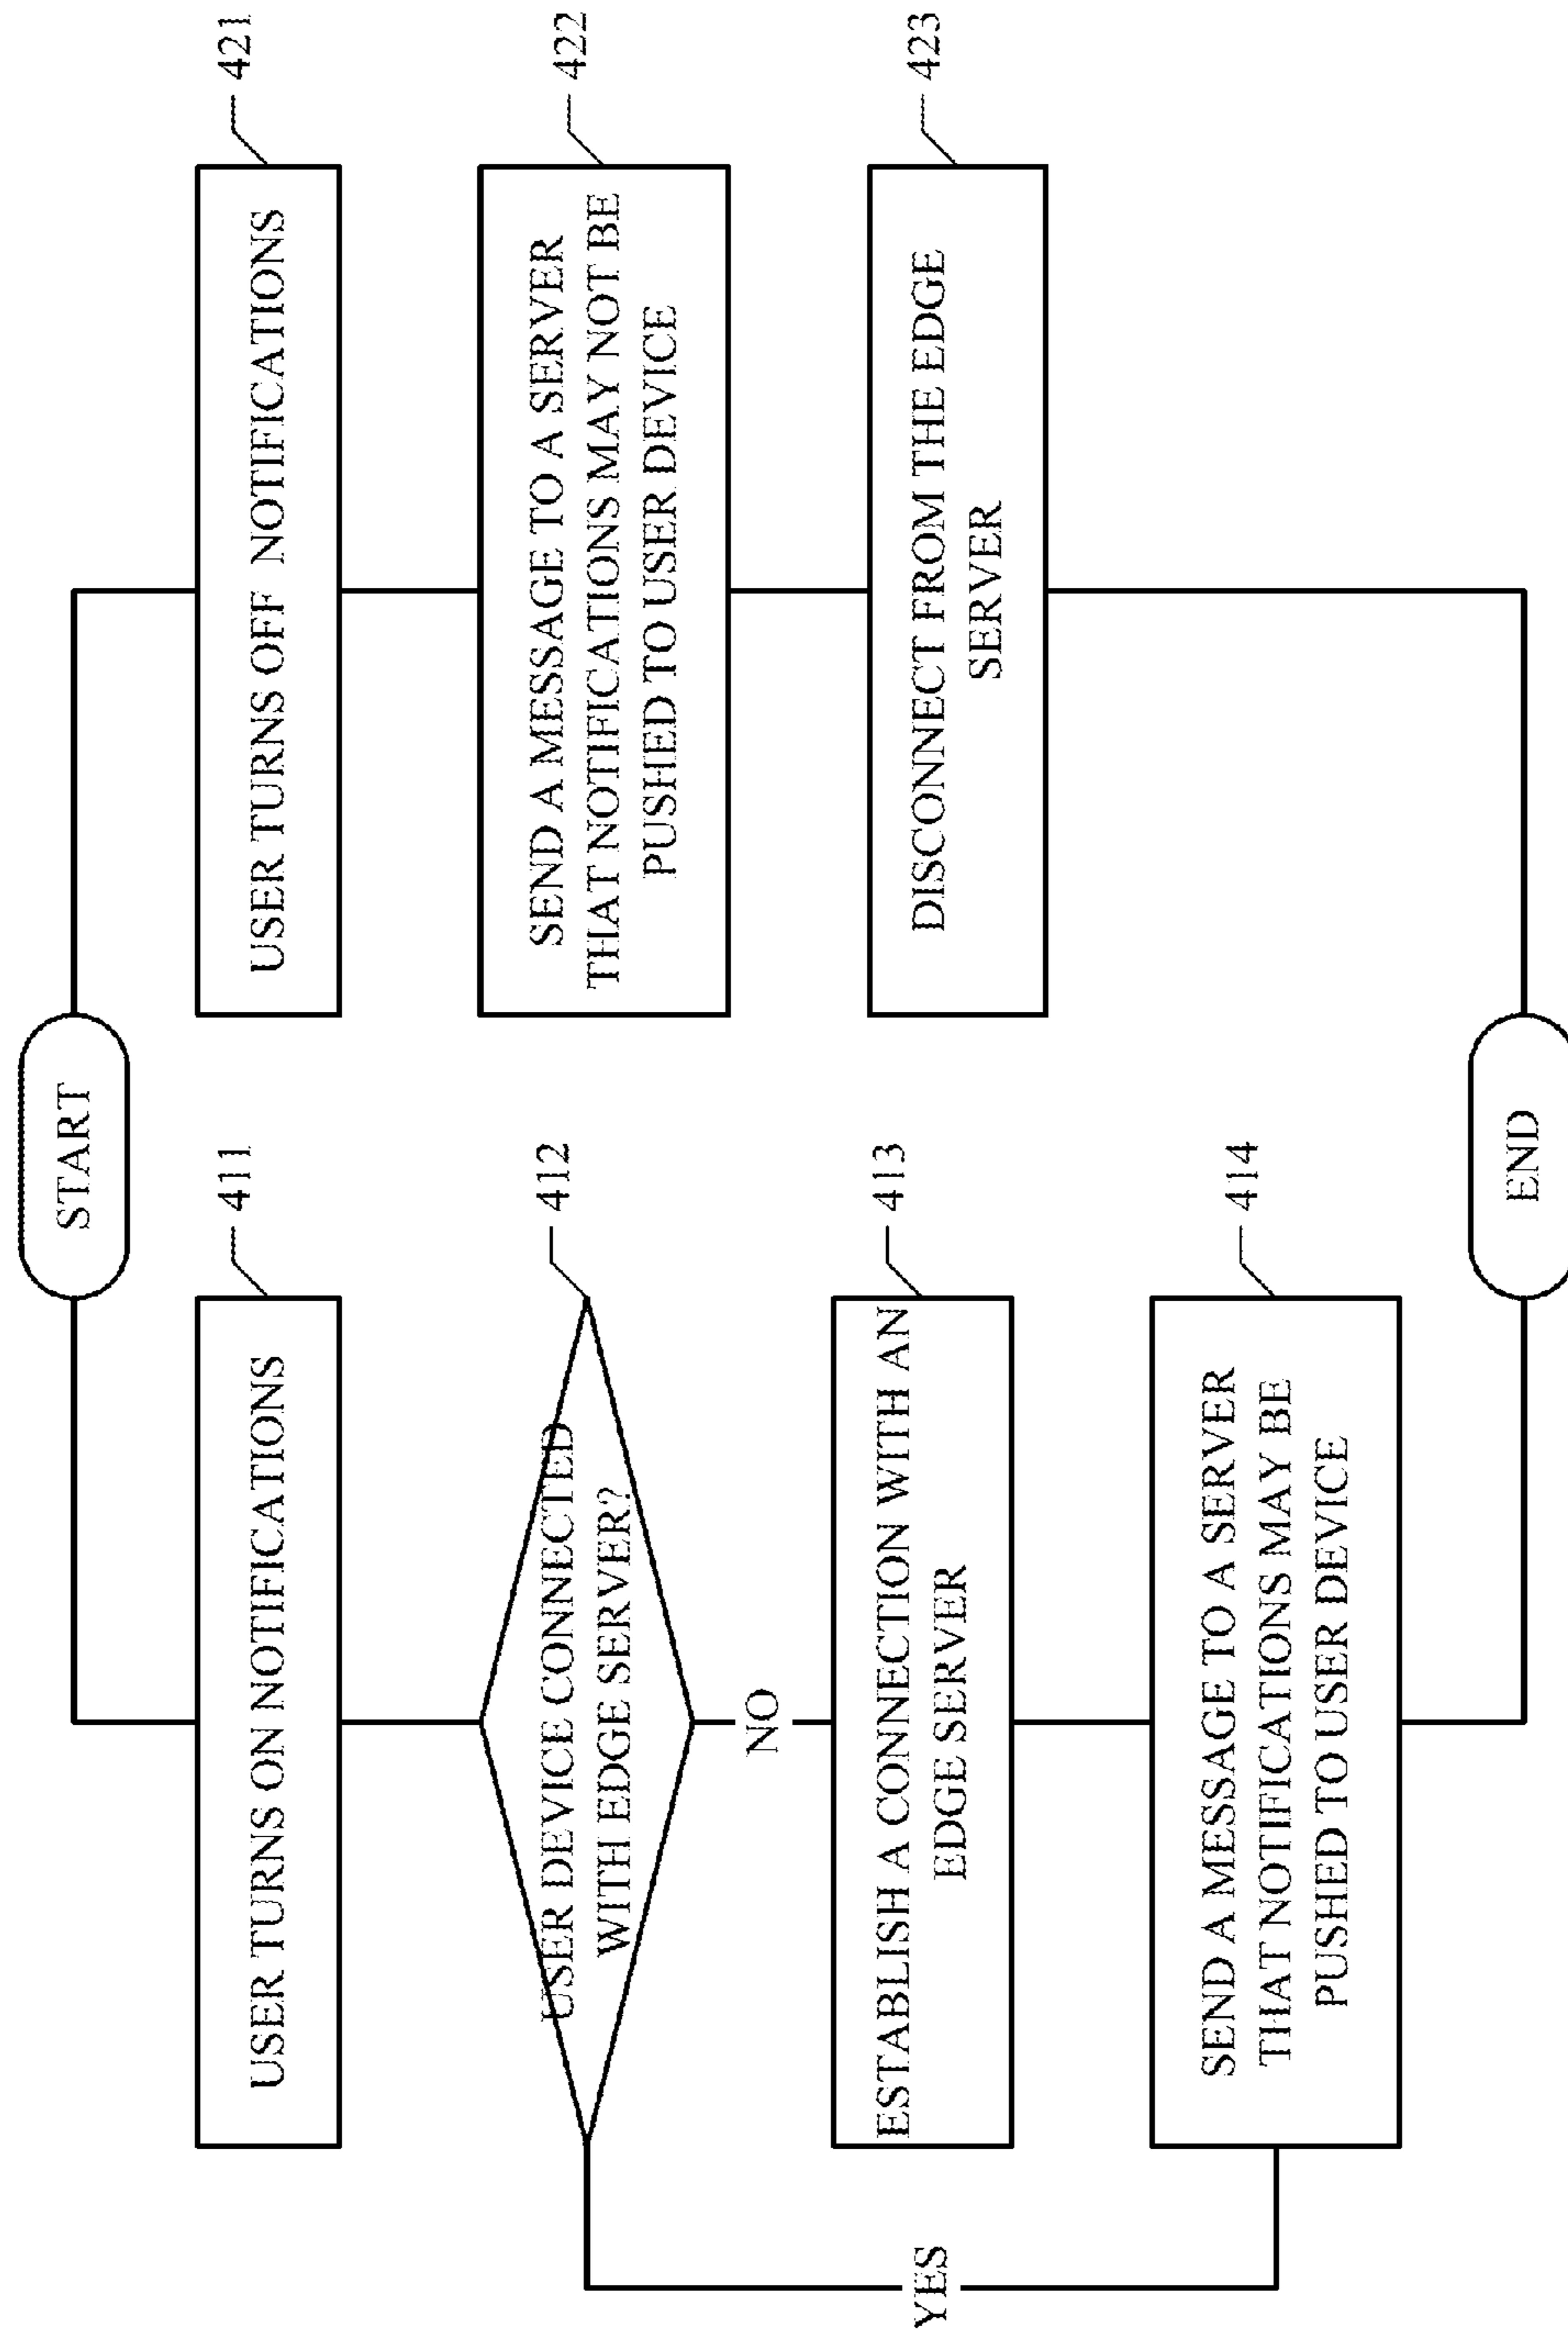 START
411
USER TURNS ON NOTIFICATIONS
412
USER DEVICE CONNECTED
WITH EDGE SERVER?
NO
YES
413
ESTABLISH A CONNECTION WITH AN
EDGE SERVER
414
SEND A MESSAGE TO A SERVER
THAT NOTIFICATIONS MAY BE
PUSHED TO USER DEVICE
421
USER TURNS OFF NOTIFICATIONS
422
SEND A MESSAGE TO A SERVER
THAT NOTIFICATIONS MAY NOT BE
PUSHED TO USER DEVICE
423
DISCONNECT FROM THE EDGE
SERVER
END